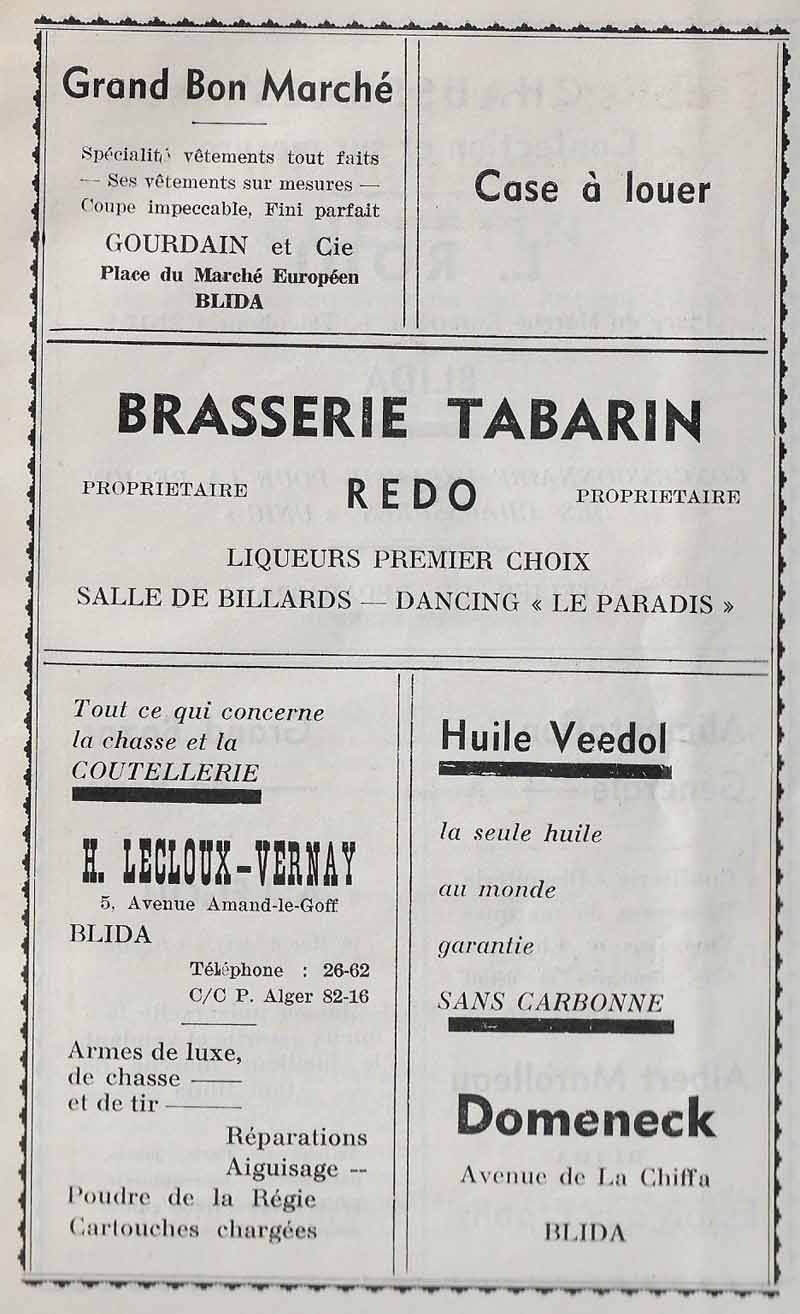 Grand Bon Marché
Spécialité vêtements tout faits
— Ses vêtements sur mesures —
Coupe impeccable, Fini parfait
GOURDAIN et Cie
Place du Marché Européen
BLIDA
Case à louer
BRASSERIE TABARIN
PROPRIETAIRE REDO PROPRIETAIRE
LIQUEURS PREMIER CHOIX
SALLE DE BILLARDS — DANCING « LE PARADIS »
Tout ce qui concerne
la chasse et la
COUTELLERIE
H. LECLOUX-VERNAY
5, Avenue Amand-le-Goff
BLIDA
Téléphone : 26-62
C/C P. Alger 82-16
Armes de luxe,
de chasse ——
et de tir ——
Réparations
Aiguisage --
Poudre de la Régie
Cartouches chargées
Huile Veedol
la seule huile
au monde
garantie
SANS CARBONNE
Domeneck
Avenue de La Chiffa
BLIDA